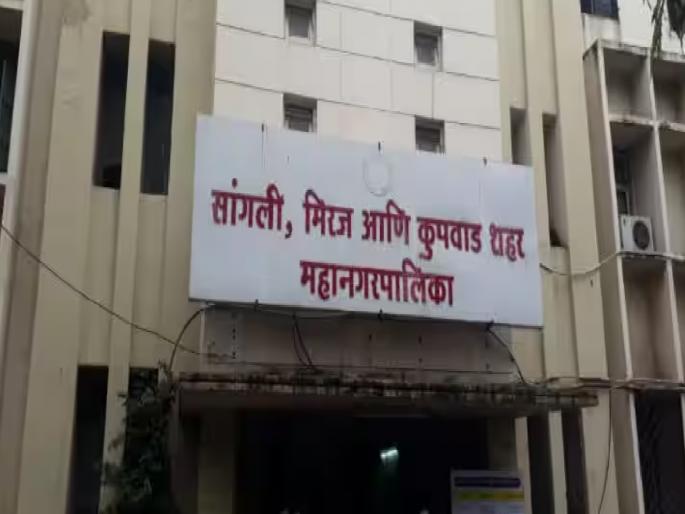 सांगली, मिरज आणि कुपवाड शहर
महानगरपालिका